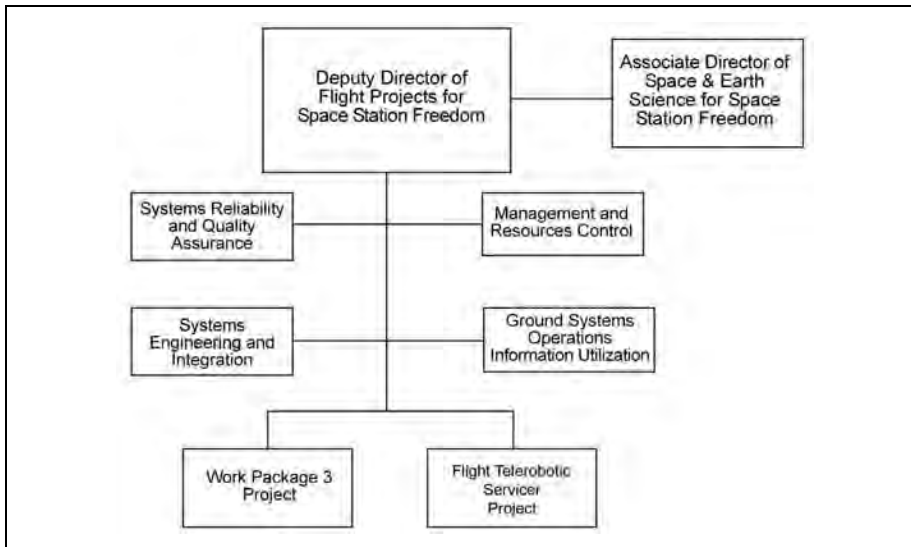 Deputy Director of
Flight Projects for
Space Station Freedom
Associate Director of
Space & Earth
Science for Space
Station Freedom
Systems Reliability
and Quality
Assurance
Management and
Resources Control
Systems
Engineering and
Integration
Ground Systems
Operations
Information Utilization
Work Package 3
Project
Flight Telerobotic
Servicer
Project